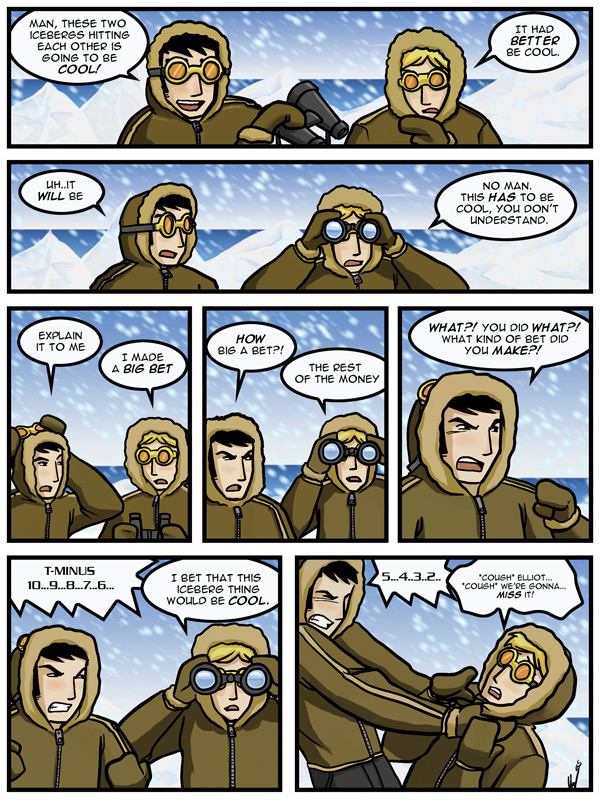 MAN, THESE TWO
ICEBERGS HITTING
EACH OTHER IS
GOING TO BE
COOL!
IT HAD
BETTER
BE COOL.
UH..IT
WILL BE
NO MAN.
THIS HAS TO BE
COOL, YOU DON'T
UNDERSTAND.
EXPLAIN
IT TO ME
I MADE
A BIG BET
HOW
BIG A BET?!
THE REST
OF THE MONEY
WHAT?! YOU DID WHAT?!
WHAT KIND OF BET DID
YOU MAKE?!
T-MINUS
10...9...8...7...6...
I BET THAT THIS
ICEBERG THING
WOULD BE COOL.
5...4.3.2..
*COUGH* ELLIOT...
*COUGH* WE'RE GONNA...
MISS IT!